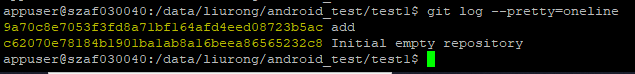 appuser@szaf030040:/data/liurong/android_test/test1$ git log --pretty=oneline
9a70c8e7053f3fd8a71bf164afd4eed08723b5ac add
c62070e78184b1901ba1ab8a16beea86565232c8 Initial empty repository
appuser@szaf030040:/data/liurong/android_test/test1$